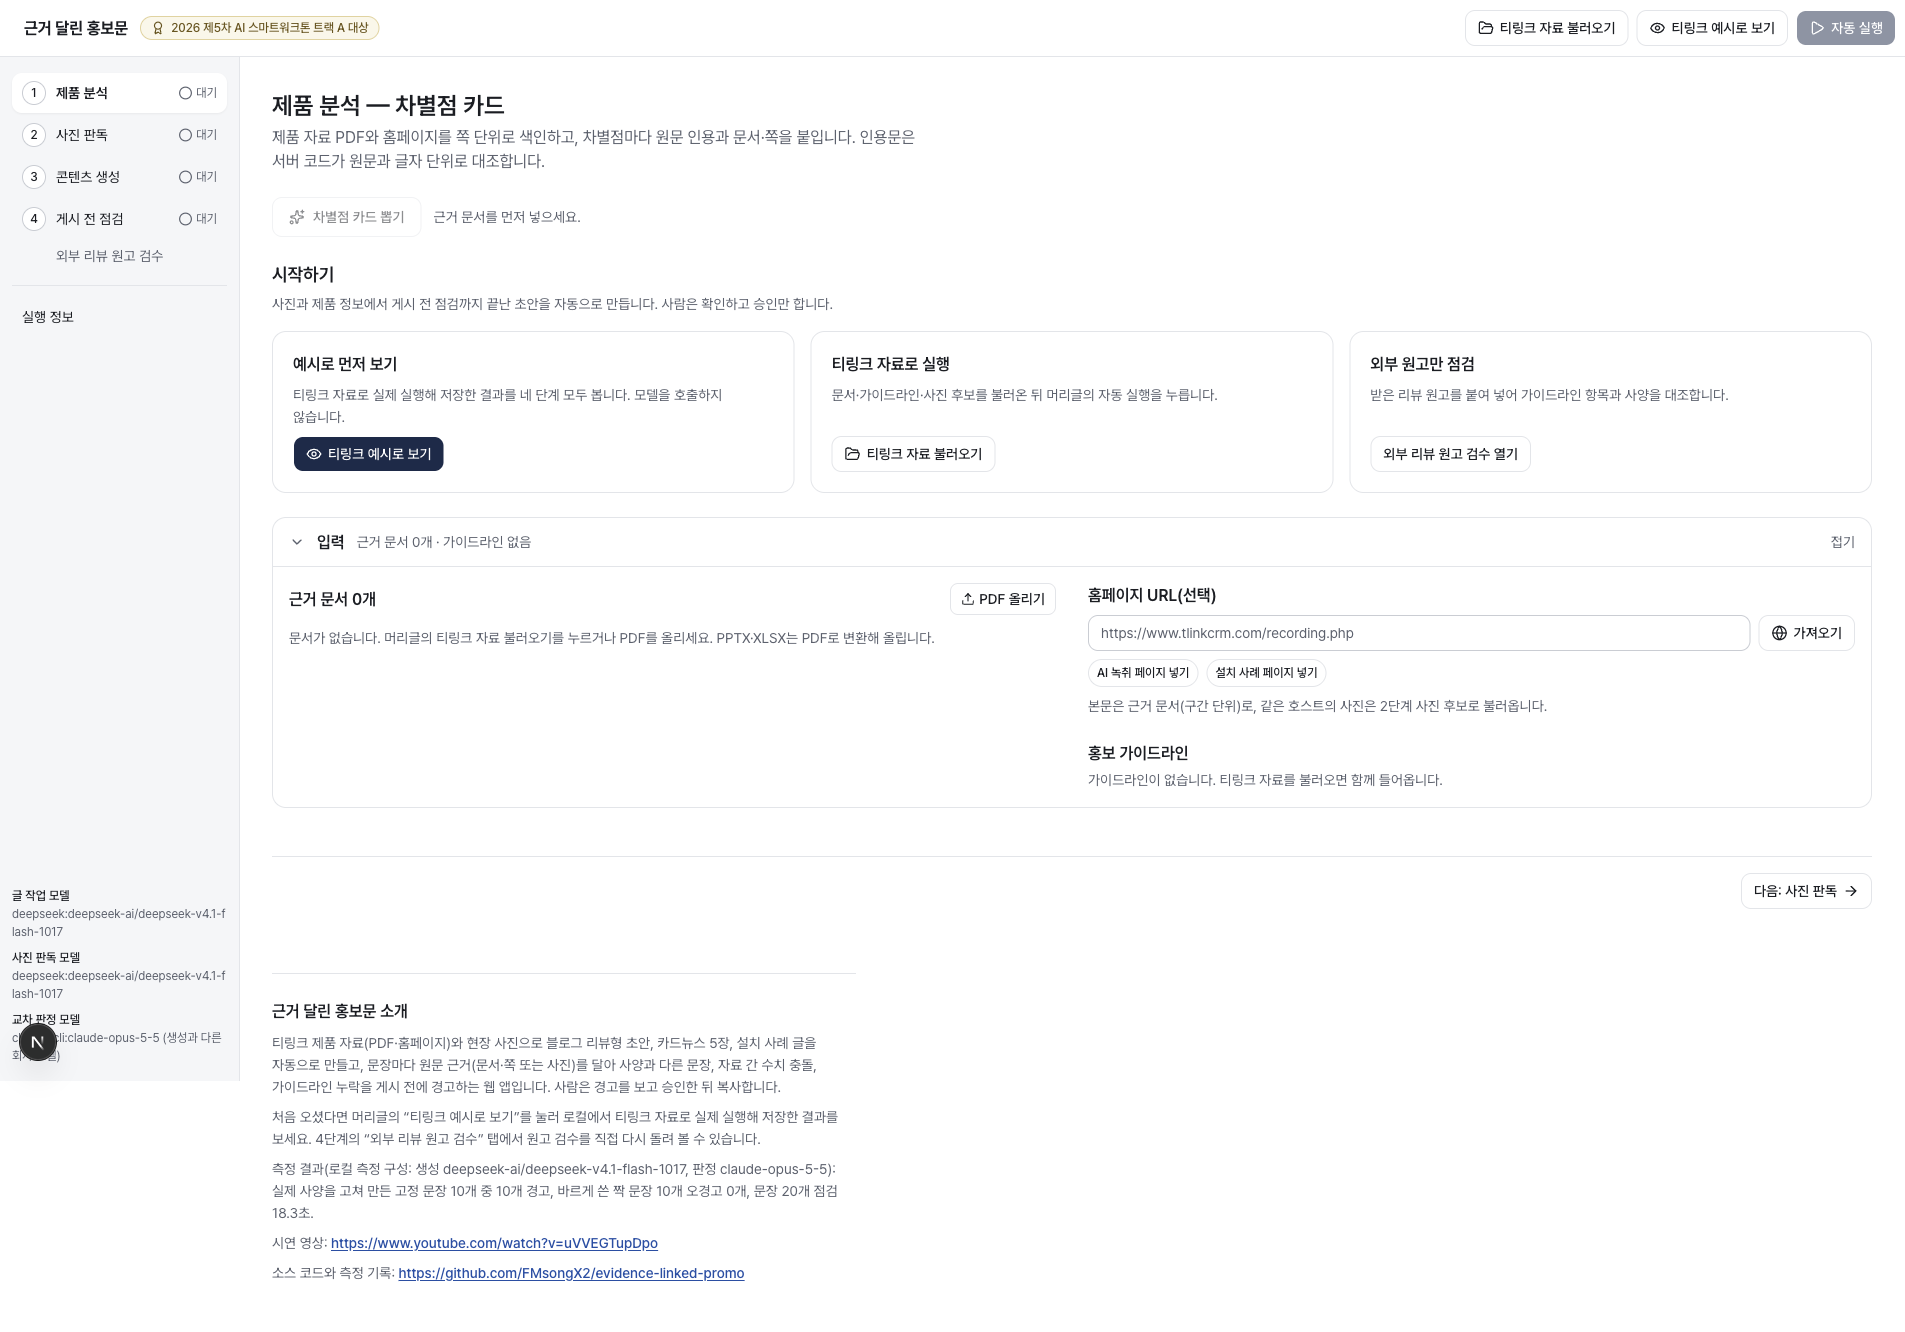 근거 달린 홍보문
2026 제5차 AI 스마트워크톤 트랙 A 대상
티링크 자료 불러오기
티링크 예시로 보기
자동 실행
1 제품 분석 대기
2 사진 판독 대기
3 콘텐츠 생성 대기
4 게시 전 점검 대기
외부 리뷰 원고 검수
실행 정보
제품 분석 — 차별점 카드
제품 자료 PDF와 홈페이지를 쪽 단위로 색인하고, 차별점마다 원문 인용과 문서·쪽을 붙입니다. 인용문은
서버 코드가 원문과 글자 단위로 대조합니다.
차별점 카드 뽑기
근거 문서를 먼저 넣으세요.
시작하기
사진과 제품 정보에서 게시 전 점검까지 끝난 초안을 자동으로 만듭니다. 사람은 확인하고 승인만 합니다.
예시로 먼저 보기
티링크 자료로 실제 실행해 저장한 결과를 네 단계 모두 봅니다. 모델을 호출하지
않습니다.
티링크 예시로 보기
티링크 자료로 실행
문서·가이드라인·사진 후보를 불러온 뒤 머리글의 자동 실행을 누릅니다.
티링크 자료 불러오기
외부 원고만 점검
받은 리뷰 원고를 붙여 넣어 가이드라인 항목과 사양을 대조합니다.
외부 리뷰 원고 검수 열기
입력 근거 문서 0개 · 가이드라인 없음
접기
근거 문서 0개
PDF 올리기
문서가 없습니다. 머리글의 티링크 자료 불러오기를 누르거나 PDF를 올리세요. PPTX·XLSX는 PDF로 변환해 올립니다.
홈페이지 URL(선택)
https://www.tlinkcrm.com/recording.php
가져오기
AI 녹취 페이지 넣기
설치 사례 페이지 넣기
본문은 근거 문서(구간 단위)로, 같은 호스트의 사진은 2단계 사진 후보로 불러옵니다.
홍보 가이드라인
가이드라인이 없습니다. 티링크 자료를 불러오면 함께 들어옵니다.
다음: 사진 판독
글 작업 모델
deepseek:deepseek-ai/deepseek-v4.1-f
lash-1017
사진 판독 모델
deepseek:deepseek-ai/deepseek-v4.1-f
lash-1017
교차 판정 모델
cli:claude-opus-5-5 (생성과 다른
N
근거 달린 홍보문 소개
티링크 제품 자료(PDF·홈페이지)와 현장 사진으로 블로그 리뷰형 초안, 카드뉴스 5장, 설치 사례 글을
자동으로 만들고, 문장마다 원문 근거(문서·쪽 또는 사진)를 달아 사양과 다른 문장, 자료 간 수치 충돌,
가이드라인 누락을 게시 전에 경고하는 웹 앱입니다. 사람은 경고를 보고 승인한 뒤 복사합니다.
처음 오셨다면 머리글의 “티링크 예시로 보기”를 눌러 로컬에서 티링크 자료로 실제 실행해 저장한 결과를
보세요. 4단계의 “외부 리뷰 원고 검수” 탭에서 원고 검수를 직접 다시 돌려 볼 수 있습니다.
측정 결과(로컬 측정 구성: 생성 deepseek-ai/deepseek-v4.1-flash-1017, 판정 claude-opus-5-5):
실제 사양을 고쳐 만든 고정 문장 10개 중 10개 경고, 바르게 쓴 짝 문장 10개 오경고 0개, 문장 20개 점검
18.3초.
시연 영상: https://www.youtube.com/watch?v=uVVEGTupDpo
소스 코드와 측정 기록: https://github.com/FMsongX2/evidence-linked-promo